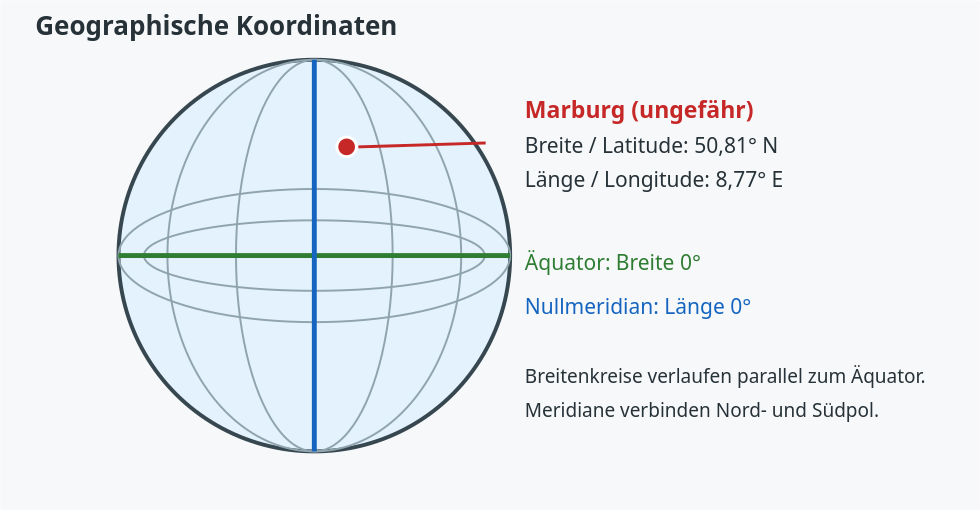 Geographische Koordinaten
Marburg (ungefähr)
Breite / Latitude: 50,81° N
Länge / Longitude: 8,77° E
Äquator: Breite 0°
Nullmeridian: Länge 0°
Breitenkreise verlaufen parallel zum Äquator.
Meridiane verbinden Nord- und Südpol.